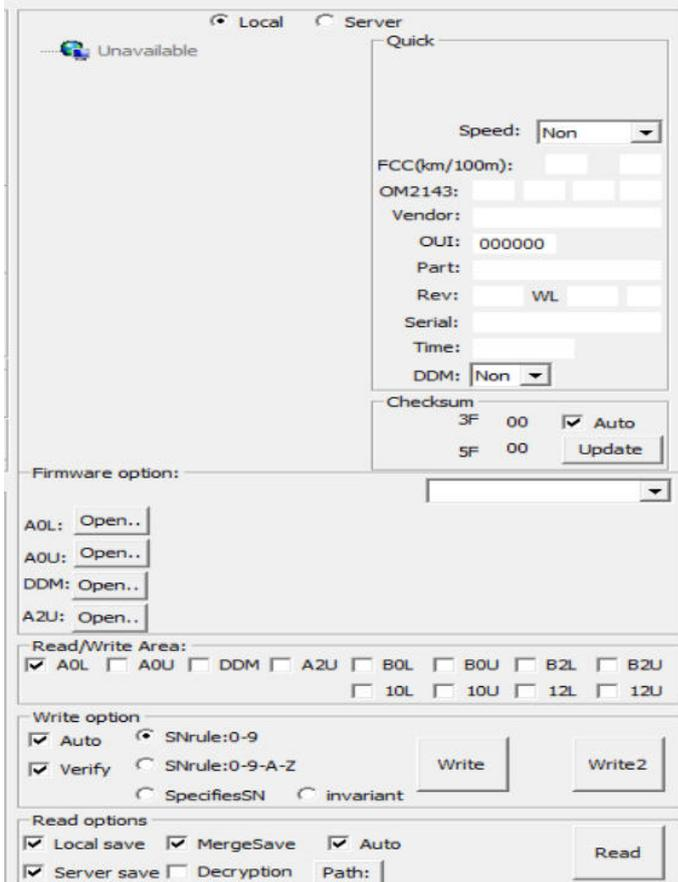 Local Server
Unavailable
Quick
Speed: Non
FCC(km/100m):
OM2143:
Vendor:
OUI: 000000
Part:
Rev: WL
Serial:
Time:
DDM: Non
Checksum
3F 00 Auto
5F 00 Update
Firmware option:
A0L: Open..
A0U: Open..
DDM: Open..
A2U: Open..
Read/Write Area:
A0L A0U DDM A2U B0L B0U B2L B2U
10L 10U 12L 12U
Write option
Auto SNrule:0-9
Verify SNrule:0-9-A-Z Write Write2
SpecifiesSN invariant
Read options
Local save MergeSave Auto Read
Server save Decryption Path: